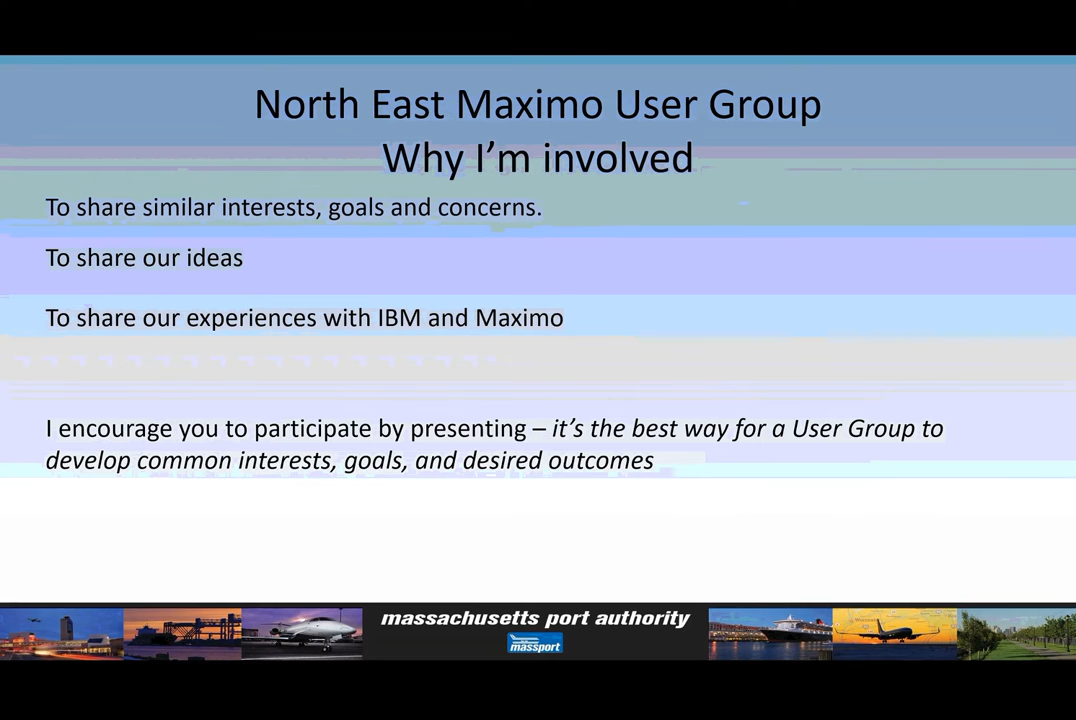 North East Maximo User Group
Why I'm involved
To share similar interests, goals and concerns.
To share our ideas
To share our experiences with IBM and Maximo
I encourage you to participate by presenting – it's the best way for a User Group to
develop common interests, goals, and desired outcomes
massachusetts port authority
massport